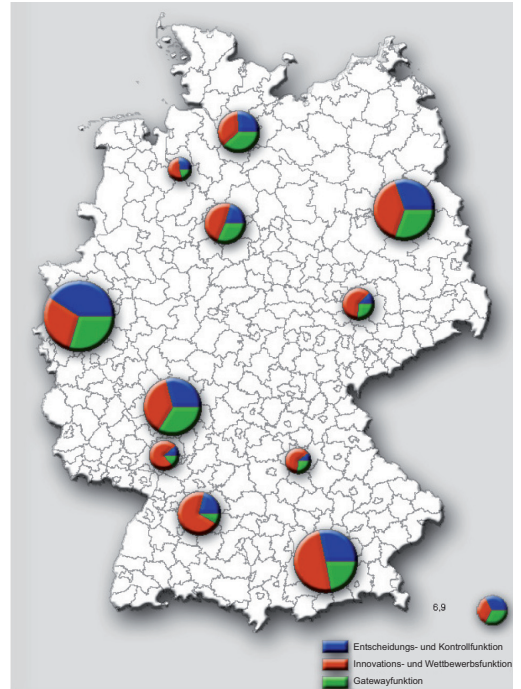 6,9
Entscheidungs- und Kontrollfunktion
Innovations- und Wettbewerbsfunktion
Gatewayfunktion